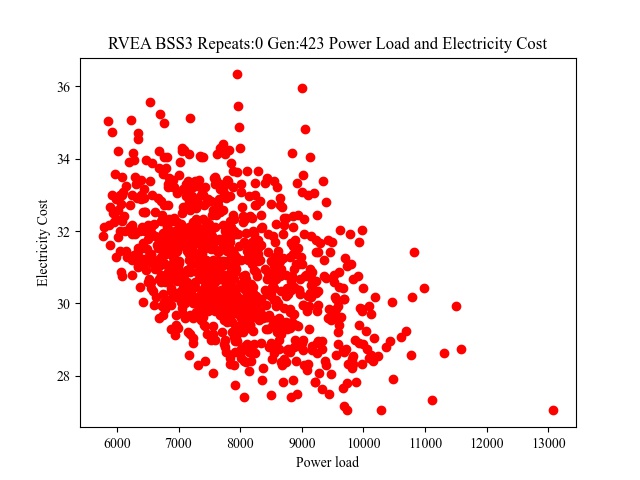 RVEA BSS3 Repeats:0 Gen:423 Power Load and Electricity Cost
36
34
32
30
28
Electricity Cost
6000 7000 8000 9000 10000 11000 12000 13000
Power load